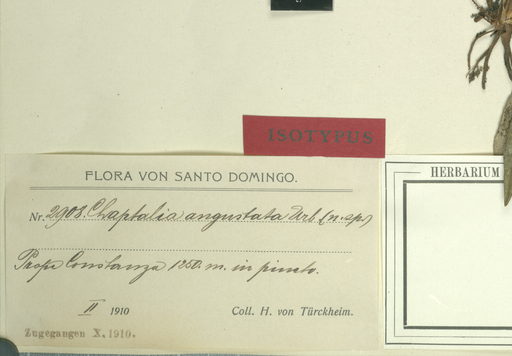 ISOTYPUS
FLORA VON SANTO DOMINGO.
Nr. 2908. Chaptalia angustata Urb. (n. sp.)
Prope Constanza 1250 m. in pineto.
II 1910
Coll. H. von Türckheim.
Zugegangen X. 1910.
HERBARIUM